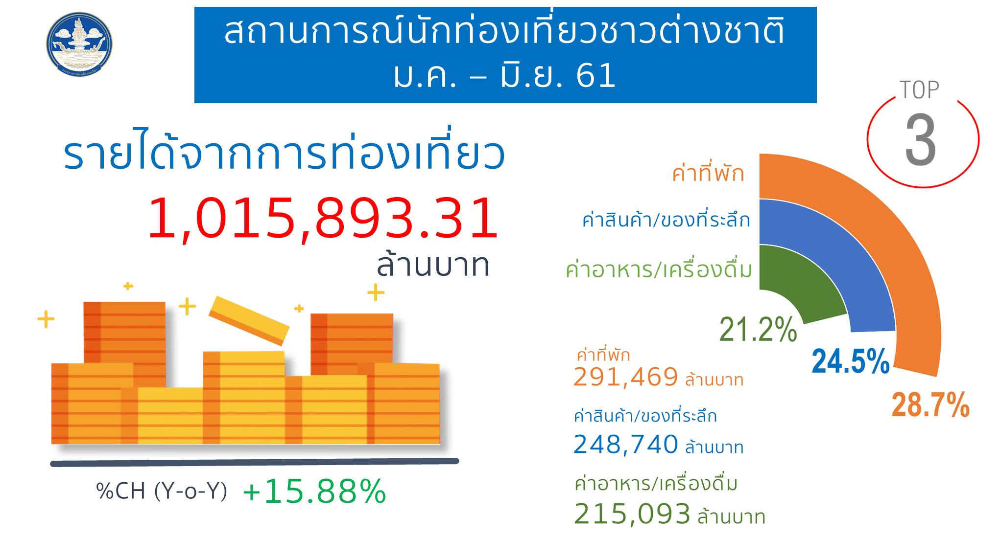 สถานการณ์นักท่องเที่ยวชาวต่างชาติ
ม.ค. – มิ.ย. 61
TOP
3
รายได้จากการท่องเที่ยว
1,015,893.31
ล้านบาท
%CH (Y-o-Y) +15.88%
ค่าที่พัก
ค่าสินค้า/ของที่ระลึก
ค่าอาหาร/เครื่องดื่ม
21.2%
24.5%
28.7%
ค่าที่พัก
291,469 ล้านบาท
ค่าสินค้า/ของที่ระลึก
248,740 ล้านบาท
ค่าอาหาร/เครื่องดื่ม
215,093 ล้านบาท